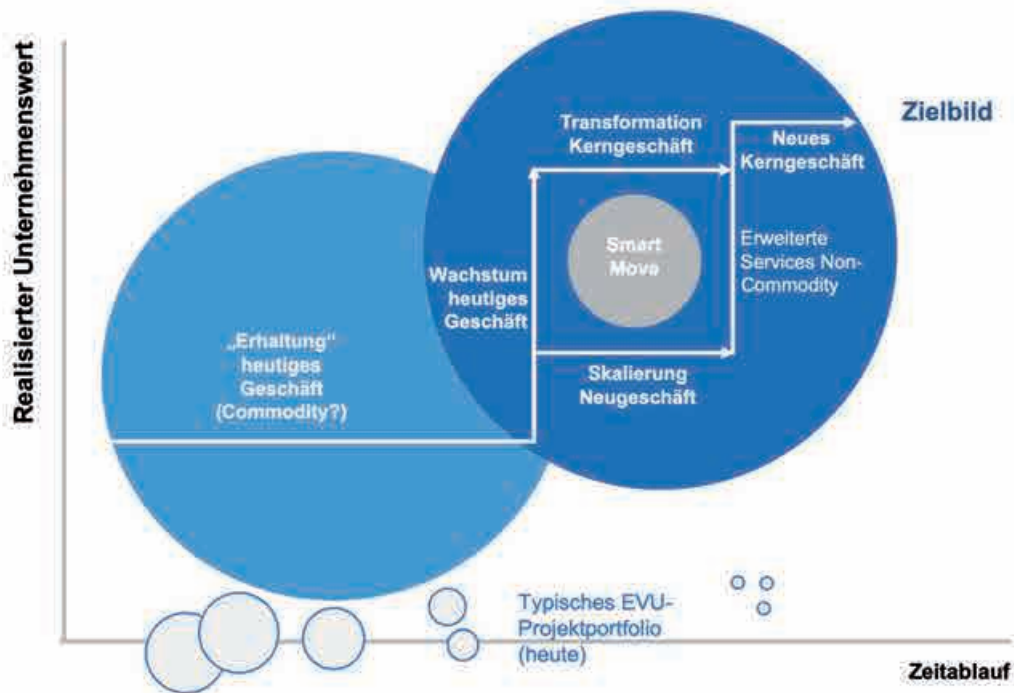 Realisierter Unternehmenswert
Zielbild
Transformation
Kerngeschäft
Neues
Kerngeschäft
Smart
Move
Erweiterte
Services Non-
Commodity
Wachstum
heutiges
Geschäft
„Erhaltung“
heutiges
Geschäft
(Commodity?)
Skalierung
Neugeschäft
Typisches EVU-
Projektportfolio
(heute)
Zeitablauf